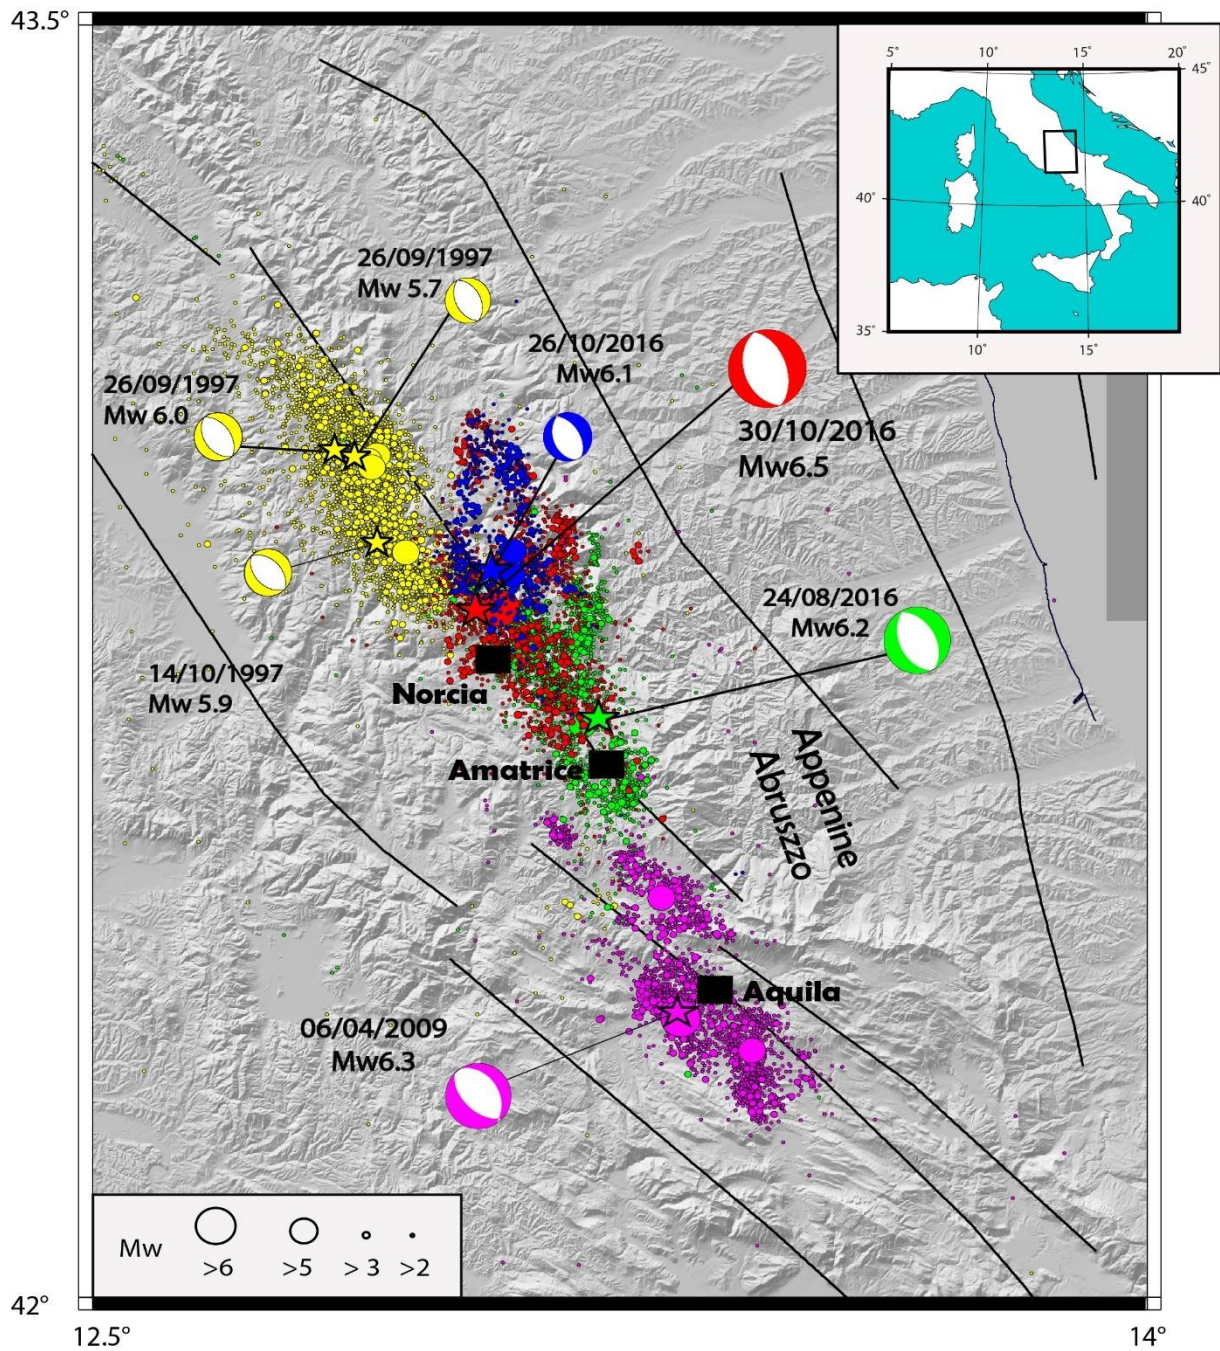 43.5°
5°
10°
15°
20°
45°
40°
40°
35°
10°
15°
26/09/1997
Mw 5.7
26/10/2016
Mw6.1
26/09/1997
Mw 6.0
30/10/2016
Mw6.5
24/08/2016
Mw6.2
14/10/1997
Mw 5.9
Norcia
Amatrice
Appenine
Abruszzo
Aquila
06/04/2009
Mw6.3
Mw
>6
>5
> 3
>2
42°
12.5°
14°